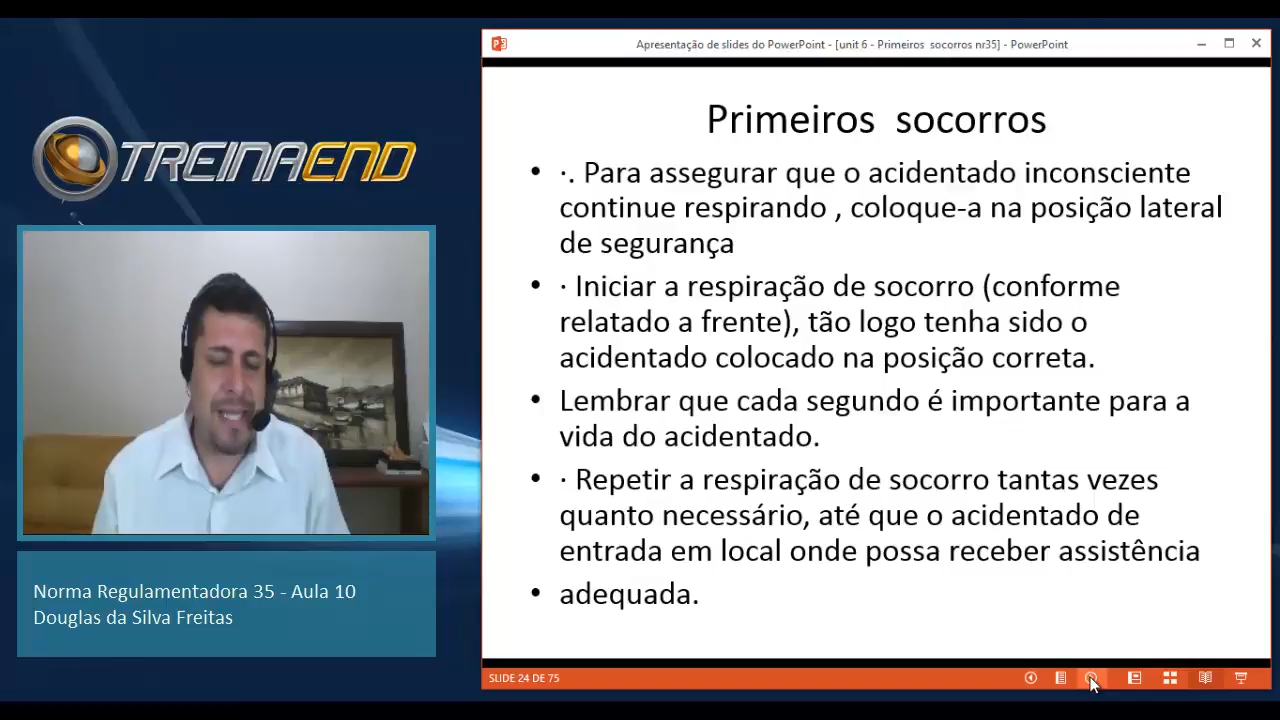 TREINAEND
Norma Regulamentadora 35 - Aula 10
Douglas da Silva Freitas
Apresentação de slides do PowerPoint - [unit 6 - Primeiros socorros nr35] - PowerPoint
Primeiros socorros
• ·. Para assegurar que o acidentado inconsciente
continue respirando , coloque-a na posição lateral
de segurança
• · Iniciar a respiração de socorro (conforme
relatado a frente), tão logo tenha sido o
acidentado colocado na posição correta.
• Lembrar que cada segundo é importante para a
vida do acidentado.
• · Repetir a respiração de socorro tantas vezes
quanto necessário, até que o acidentado de
entrada em local onde possa receber assistência
• adequada.
SLIDE 24 DE 75